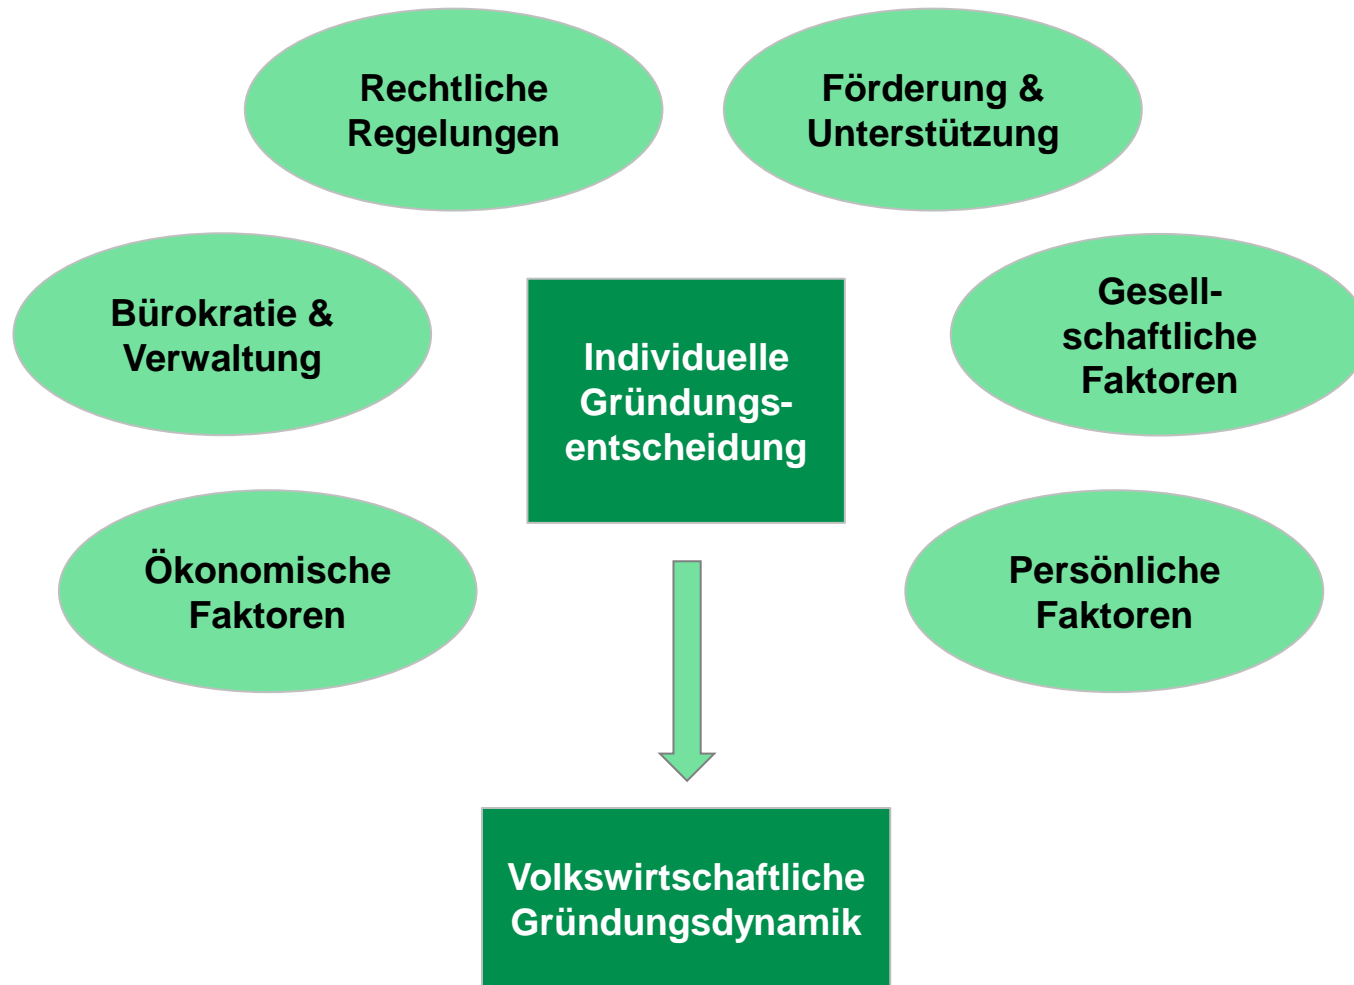 Rechtliche
Regelungen
Förderung &
Unterstützung
Bürokratie &
Verwaltung
Individuelle
Gründungs-
entscheidung
Gesell-
schaftliche
Faktoren
Ökonomische
Faktoren
Persönliche
Faktoren
Volkswirtschaftliche
Gründungsdynamik